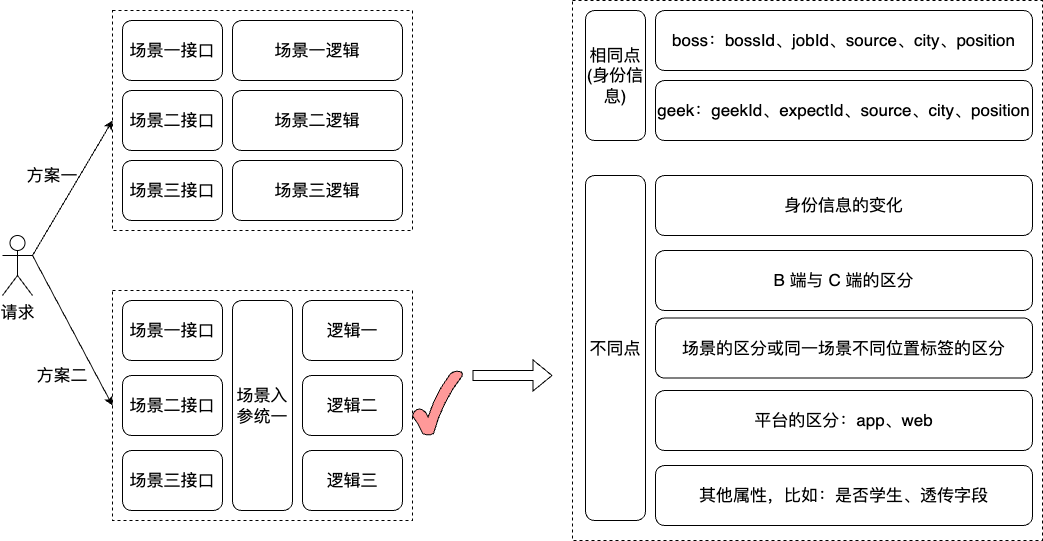 方案一
请求
方案二
场景一接口
场景一逻辑
场景二接口
场景二逻辑
场景三接口
场景三逻辑
场景一接口
场景二接口
场景三接口
场景入
参统一
逻辑一
逻辑二
逻辑三
相同点
(身份信
息)
boss：bossId、jobId、source、city、position
geek：geekId、expectId、source、city、position
不同点
身份信息的变化
B 端与 C 端的区分
场景的区分或同一场景不同位置标签的区分
平台的区分：app、web
其他属性，比如：是否学生、透传字段